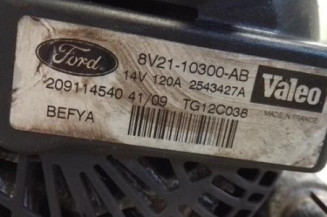 Ford
8V21-10300-AB
14V 120A 2543427A
Valeo
209114540 41/09 TG12C038
MADE IN FRANCE
BEFYA